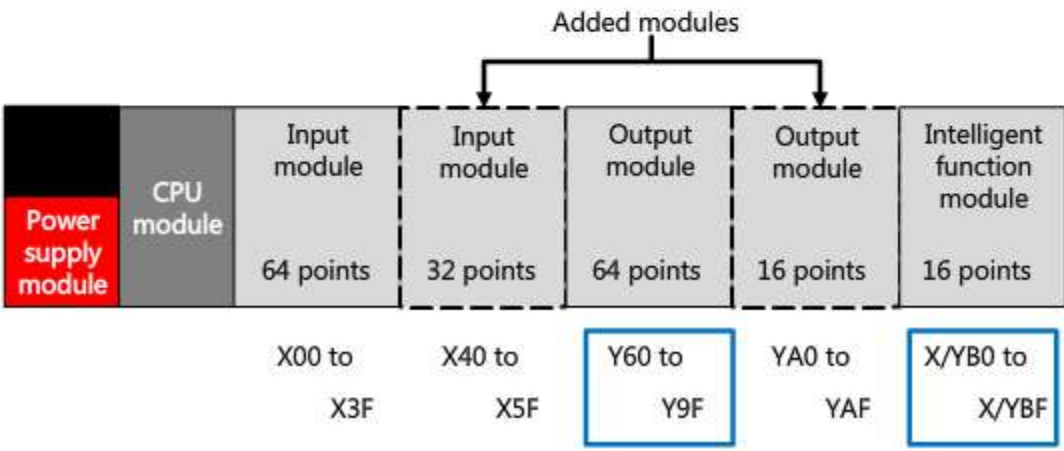 Added modules
Power
supply
module
CPU
module
Input
module
64 points
Input
module
32 points
Output
module
64 points
Output
module
16 points
Intelligent
function
module
16 points
X00 to
X3F
X40 to
X5F
Y60 to
Y9F
YA0 to
YAF
X/YB0 to
X/YBF